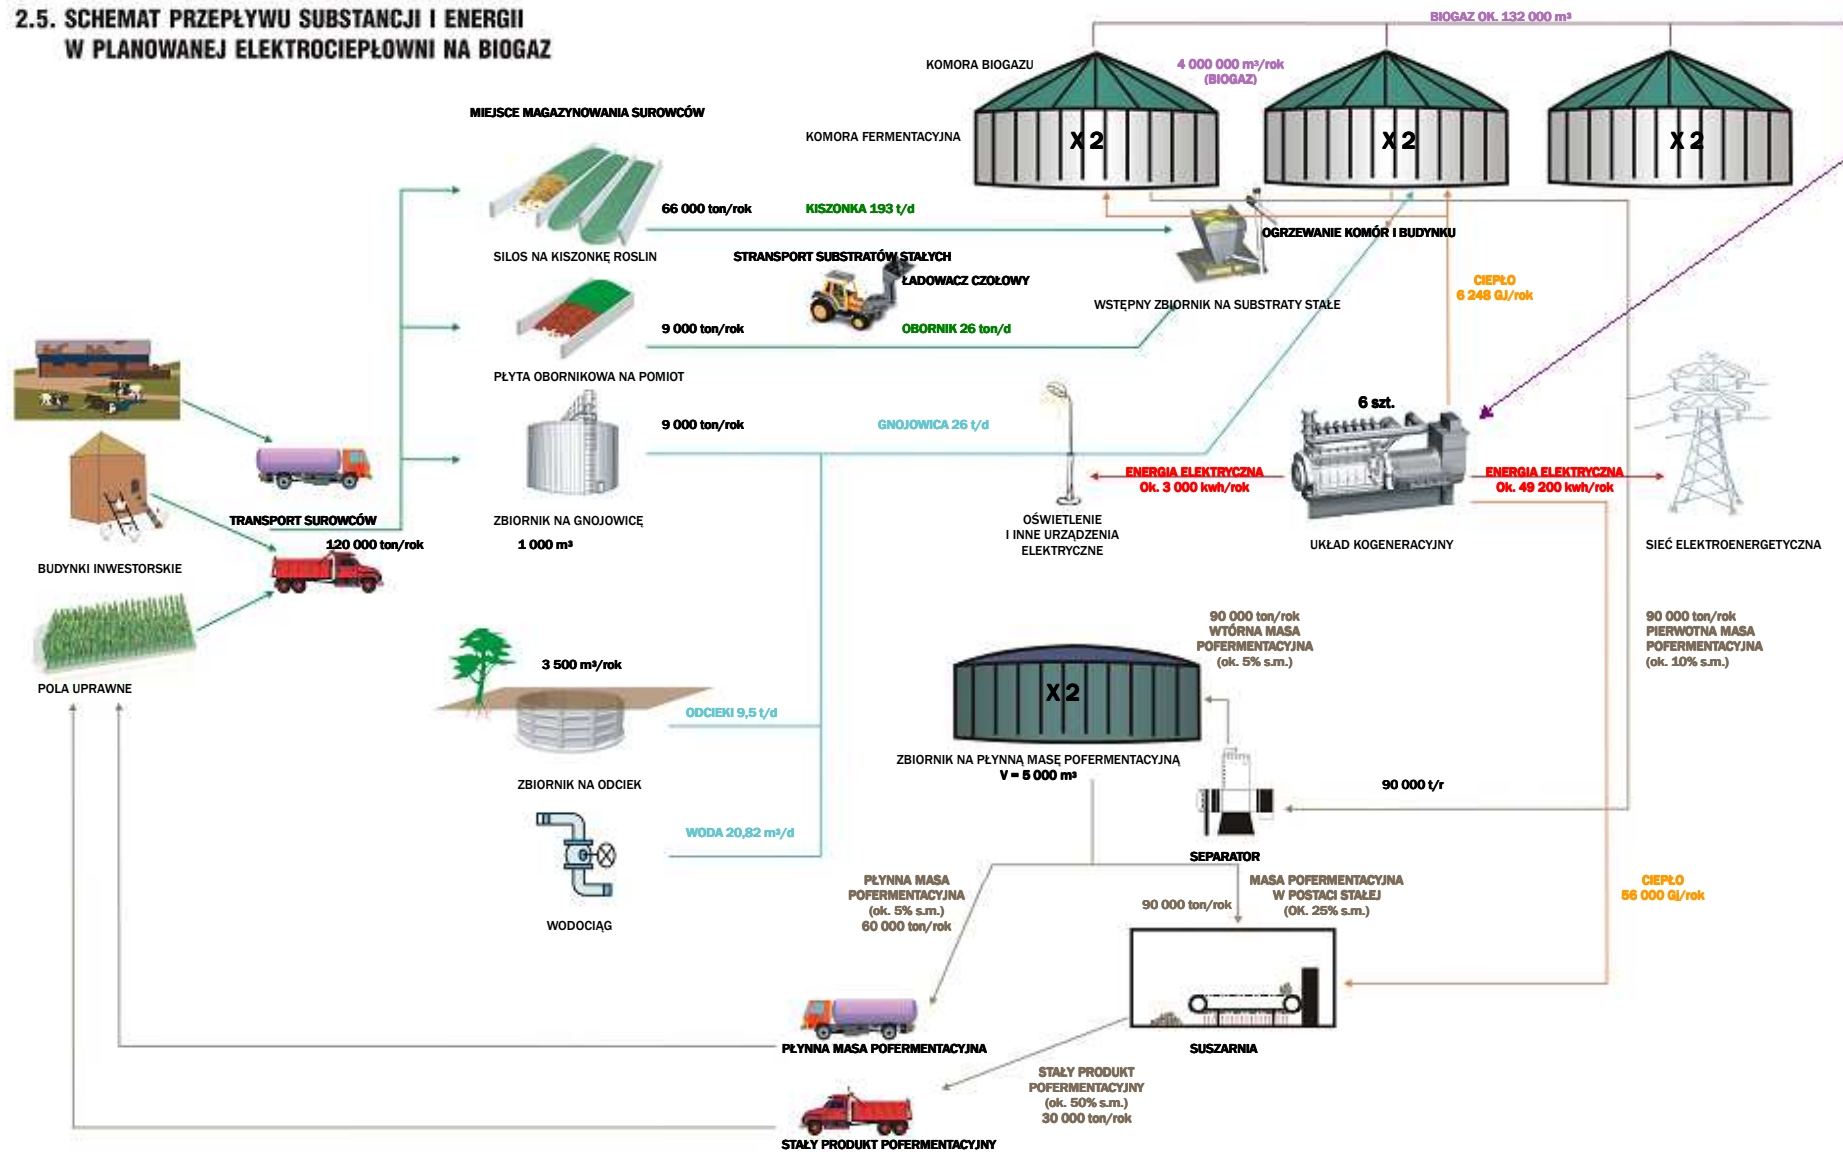 2.5. SCHEMAT PRZEPŁYWU SUBSTANCJI I ENERGII
W PLANOWANEJ ELEKTROCIEPŁOWNI NA BIOGAZ
BIOGAZ OK. 132 000 m³
KOMORA BIOGAZU
4 000 000 m³/rok
(BIOGAZ)
MIEJSCE MAGAZYNOWANIA SUROWCÓW
KOMORA FERMENTACYJNA
X 2
X 2
X 2
66 000 ton/rok
KISZONKA 193 t/d
OGRZEWANIE KOMÓR I BUDYNKU
SILOS NA KISZONKĘ ROSLIN
STRANSPORT SUBSTRATÓW STAŁYCH
ŁADOWACZ CZOŁOWY
CIEPŁO
6 248 GJ/rok
WSTĘPNY ZBIORNIK NA SUBSTRATY STAŁE
9 000 ton/rok
OBORNIK 26 ton/d
PŁYTA OBORNIKOWA NA POMIOT
6 szt.
9 000 ton/rok
GNOJOWICA 26 t/d
ENERGIA ELEKTRYCZNA
Ok. 3 000 kwh/rok
ENERGIA ELEKTRYCZNA
Ok. 49 200 kwh/rok
TRANSPORT SUROWCÓW
120 000 ton/rok
ZBIORNIK NA GNOJOWICĘ
1 000 m³
OŚWIETLENIE
I INNE URZĄDZENIA
ELEKTRYCZNE
UKŁAD KOGENERACYJNY
SIEĆ ELEKTROENERGETYCZNA
BUDYNKI INWESTORSKIE
90 000 ton/rok
WTÓRNA MASA
POFERMENTACYJNA
(ok. 5% s.m.)
90 000 ton/rok
PIERWOTNA MASA
POFERMENTACYJNA
(ok. 10% s.m.)
3 500 m³/rok
POLA UPRAWNE
X 2
ODCIEKI 9,5 t/d
ZBIORNIK NA PŁYNNĄ MASĘ POFERMENTACYJNĄ
V = 5 000 m³
ZBIORNIK NA ODCIEK
90 000 t/r
WODA 20,82 m³/d
SEPARATOR
PŁYNNA MASA
POFERMENTACYJNA
(ok. 5% s.m.)
60 000 ton/rok
90 000 ton/rok
MASA POFERMENTACYJNA
W POSTACI STAŁEJ
(OK. 25% s.m.)
CIEPŁO
56 000 GJ/rok
WODOCIĄG
PŁYNNA MASA POFERMENTACYJNA
SUSZARNIA
STAŁY PRODUKT
POFERMENTACYJNY
(ok. 50% s.m.)
30 000 ton/rok
STAŁY PRODUKT POFERMENTACYJNY